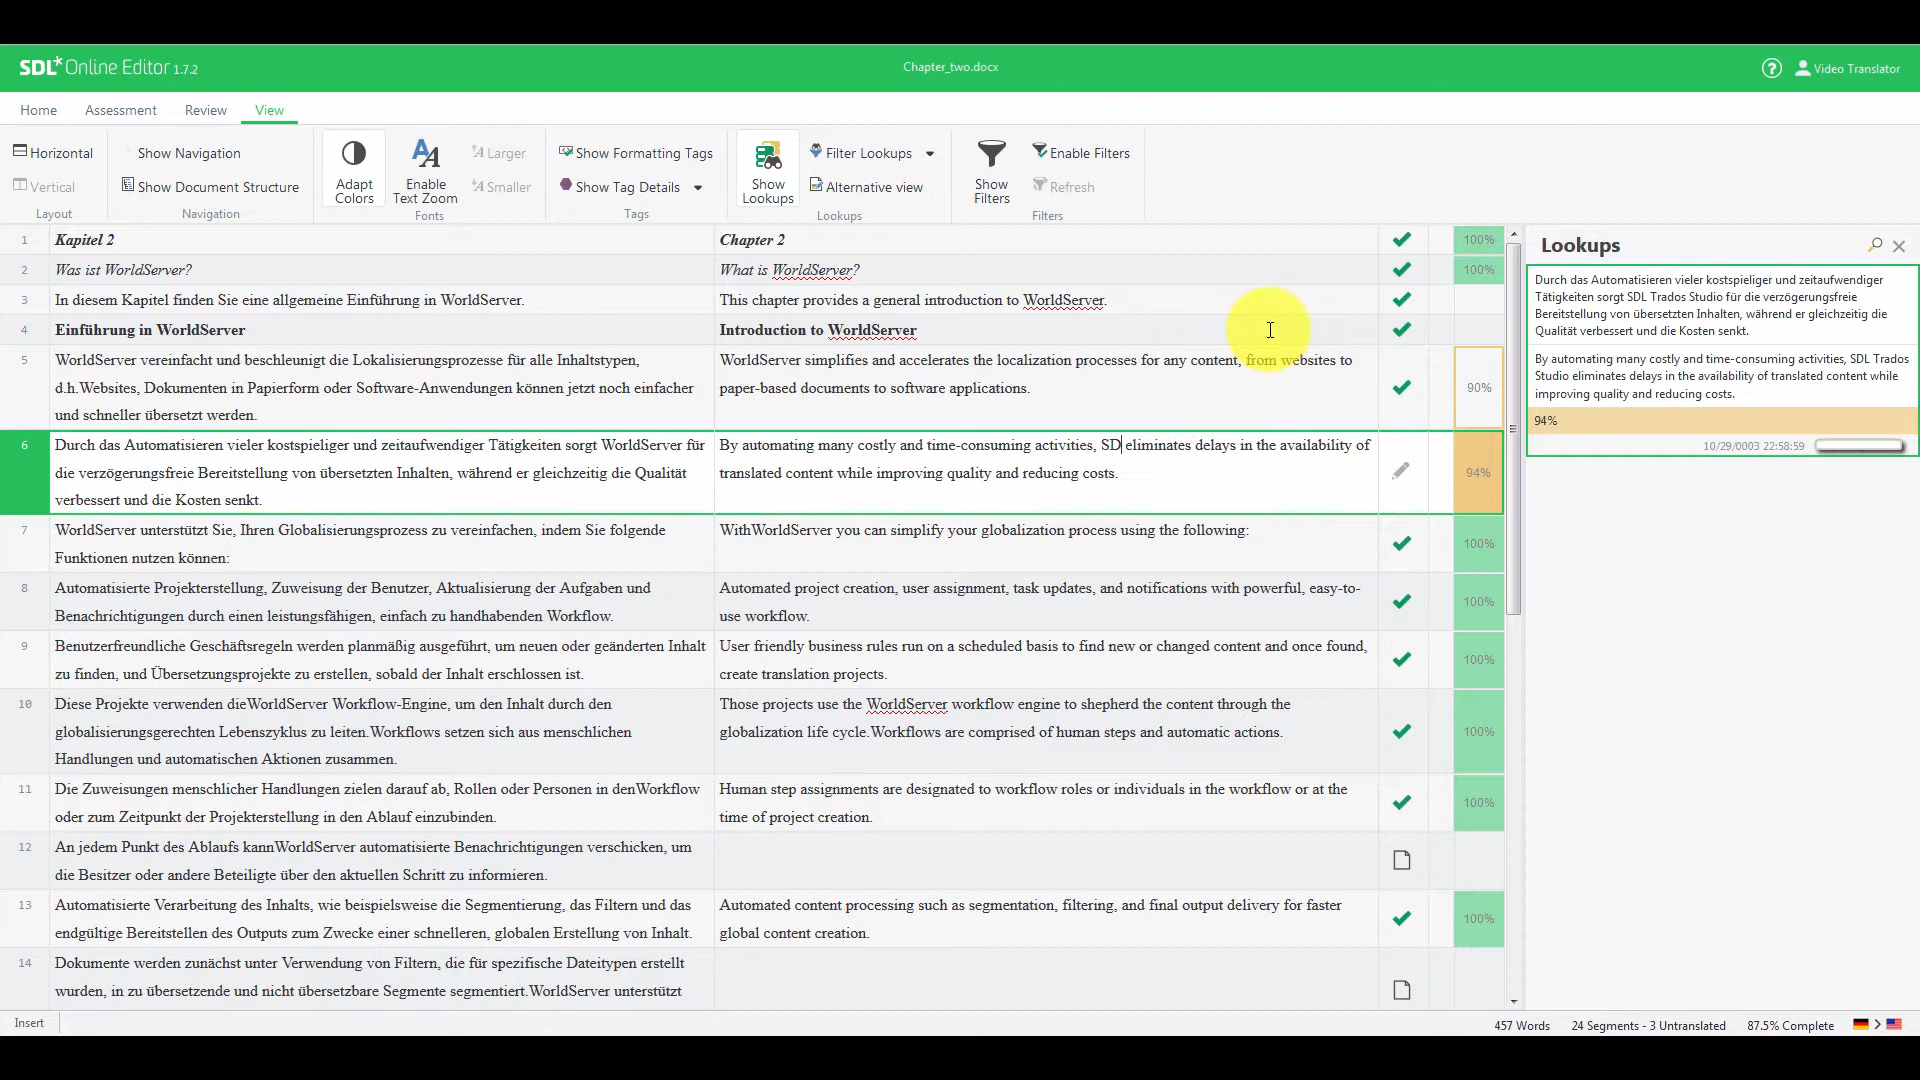 SDL* Online Editor 1.7.2
Chapter_two.docx
Video Translator
Home
Assessment
Review
View
Horizontal
Vertical
Layout
Show Navigation
Show Document Structure
Navigation
Adapt
Colors
Enable
Text Zoom
Larger
Smaller
Fonts
Show Formatting Tags
Show Tag Details
Tags
Show
Lookups
Filter Lookups
Alternative view
Lookups
Show
Filters
Enable Filters
Refresh
Filters
1
Kapitel 2
Chapter 2
100%
2
Was ist WorldServer?
What is WorldServer?
100%
3
In diesem Kapitel finden Sie eine allgemeine Einführung in WorldServer.
This chapter provides a general introduction to WorldServer.
4
Einführung in WorldServer
Introduction to WorldServer
5
WorldServer vereinfacht und beschleunigt die Lokalisierungsprozesse für alle Inhaltstypen,
d.h.Websites, Dokumenten in Papierform oder Software-Anwendungen können jetzt noch einfacher
und schneller übersetzt werden.
WorldServer simplifies and accelerates the localization processes for any content, from websites to
paper-based documents to software applications.
90%
6
Durch das Automatisieren vieler kostspieliger und zeitaufwendiger Tätigkeiten sorgt WorldServer für
die verzögerungsfreie Bereitstellung von übersetzten Inhalten, während er gleichzeitig die Qualität
verbessert und die Kosten senkt.
By automating many costly and time-consuming activities, SD eliminates delays in the availability of
translated content while improving quality and reducing costs.
94%
7
WorldServer unterstützt Sie, Ihren Globalisierungsprozess zu vereinfachen, indem Sie folgende
Funktionen nutzen können:
WithWorldServer you can simplify your globalization process using the following:
100%
8
Automatisierte Projekterstellung, Zuweisung der Benutzer, Aktualisierung der Aufgaben und
Benachrichtigungen durch einen leistungsfähigen, einfach zu handhabenden Workflow.
Automated project creation, user assignment, task updates, and notifications with powerful, easy-to-
use workflow.
100%
9
Benutzerfreundliche Geschäftsregeln werden planmäßig ausgeführt, um neuen oder geänderten Inhalt
zu finden, und Übersetzungsprojekte zu erstellen, sobald der Inhalt erschlossen ist.
User friendly business rules run on a scheduled basis to find new or changed content and once found,
create translation projects.
100%
10
Diese Projekte verwenden dieWorldServer Workflow-Engine, um den Inhalt durch den
globalisierungsgerechten Lebenszyklus zu leiten.Workflows setzen sich aus menschlichen
Handlungen und automatischen Aktionen zusammen.
Those projects use the WorldServer workflow engine to shepherd the content through the
globalization life cycle.Workflows are comprised of human steps and automatic actions.
100%
11
Die Zuweisungen menschlicher Handlungen zielen darauf ab, Rollen oder Personen in denWorkflow
oder zum Zeitpunkt der Projekterstellung in den Ablauf einzubinden.
Human step assignments are designated to workflow roles or individuals in the workflow or at the
time of project creation.
100%
12
An jedem Punkt des Ablaufs kannWorldServer automatisierte Benachrichtigungen verschicken, um
die Besitzer oder andere Beteiligte über den aktuellen Schritt zu informieren.
13
Automatisierte Verarbeitung des Inhalts, wie beispielsweise die Segmentierung, das Filtern und das
endgültige Bereitstellen des Outputs zum Zwecke einer schnelleren, globalen Erstellung von Inhalt.
Automated content processing such as segmentation, filtering, and final output delivery for faster
global content creation.
100%
14
Dokumente werden zunächst unter Verwendung von Filtern, die für spezifische Dateitypen erstellt
wurden, in zu übersetzende und nicht übersetzbare Segmente segmentiert.WorldServer unterstützt
Lookups
Durch das Automatisieren vieler kostspieliger und zeitaufwendiger
Tätigkeiten sorgt SDL Trados Studio für die verzögerungsfreie
Bereitstellung von übersetzten Inhalten, während er gleichzeitig die
Qualität verbessert und die Kosten senkt.
By automating many costly and time-consuming activities, SDL Trados
Studio eliminates delays in the availability of translated content while
improving quality and reducing costs.
94%
10/29/0003 22:58:59
Insert
457 Words
24 Segments - 3 Untranslated
87.5% Complete